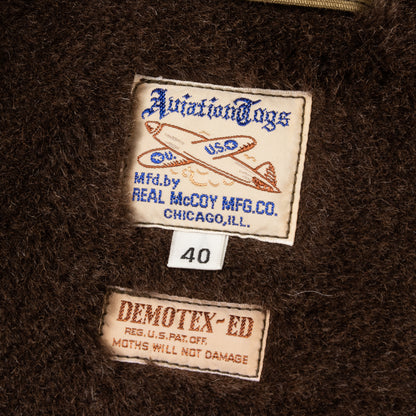 AviationTogs
U.
U.S.
Mfd.by
REAL McCOY MFG.CO.
CHICAGO,ILL.
40
DEMOTEX-ED
REG. U.S. PAT. OFF.
MOTHS WILL NOT DAMAGE